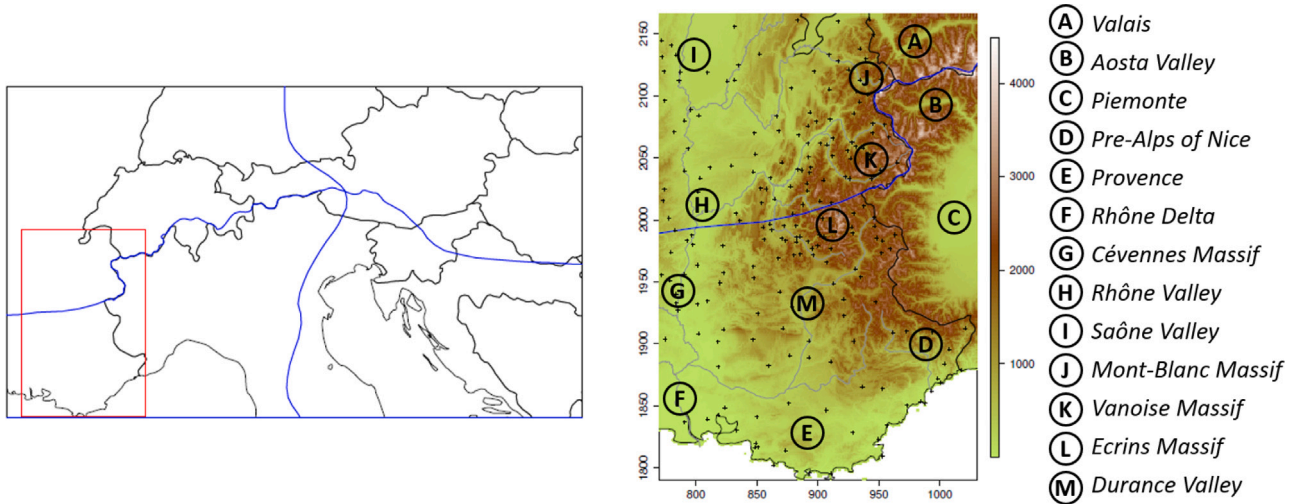 2150
2100
2050
2000
1950
1900
1850
1800
800
850
900
950
1000
I
A
J
B
K
H
L
C
G
M
D
F
E
4000
3000
2000
1000
A Valais
B Aosta Valley
C Piemonte
D Pre-Alps of Nice
E Provence
F Rhône Delta
G Cévennes Massif
H Rhône Valley
I Saône Valley
J Mont-Blanc Massif
K Vanoise Massif
L Ecrins Massif
M Durance Valley